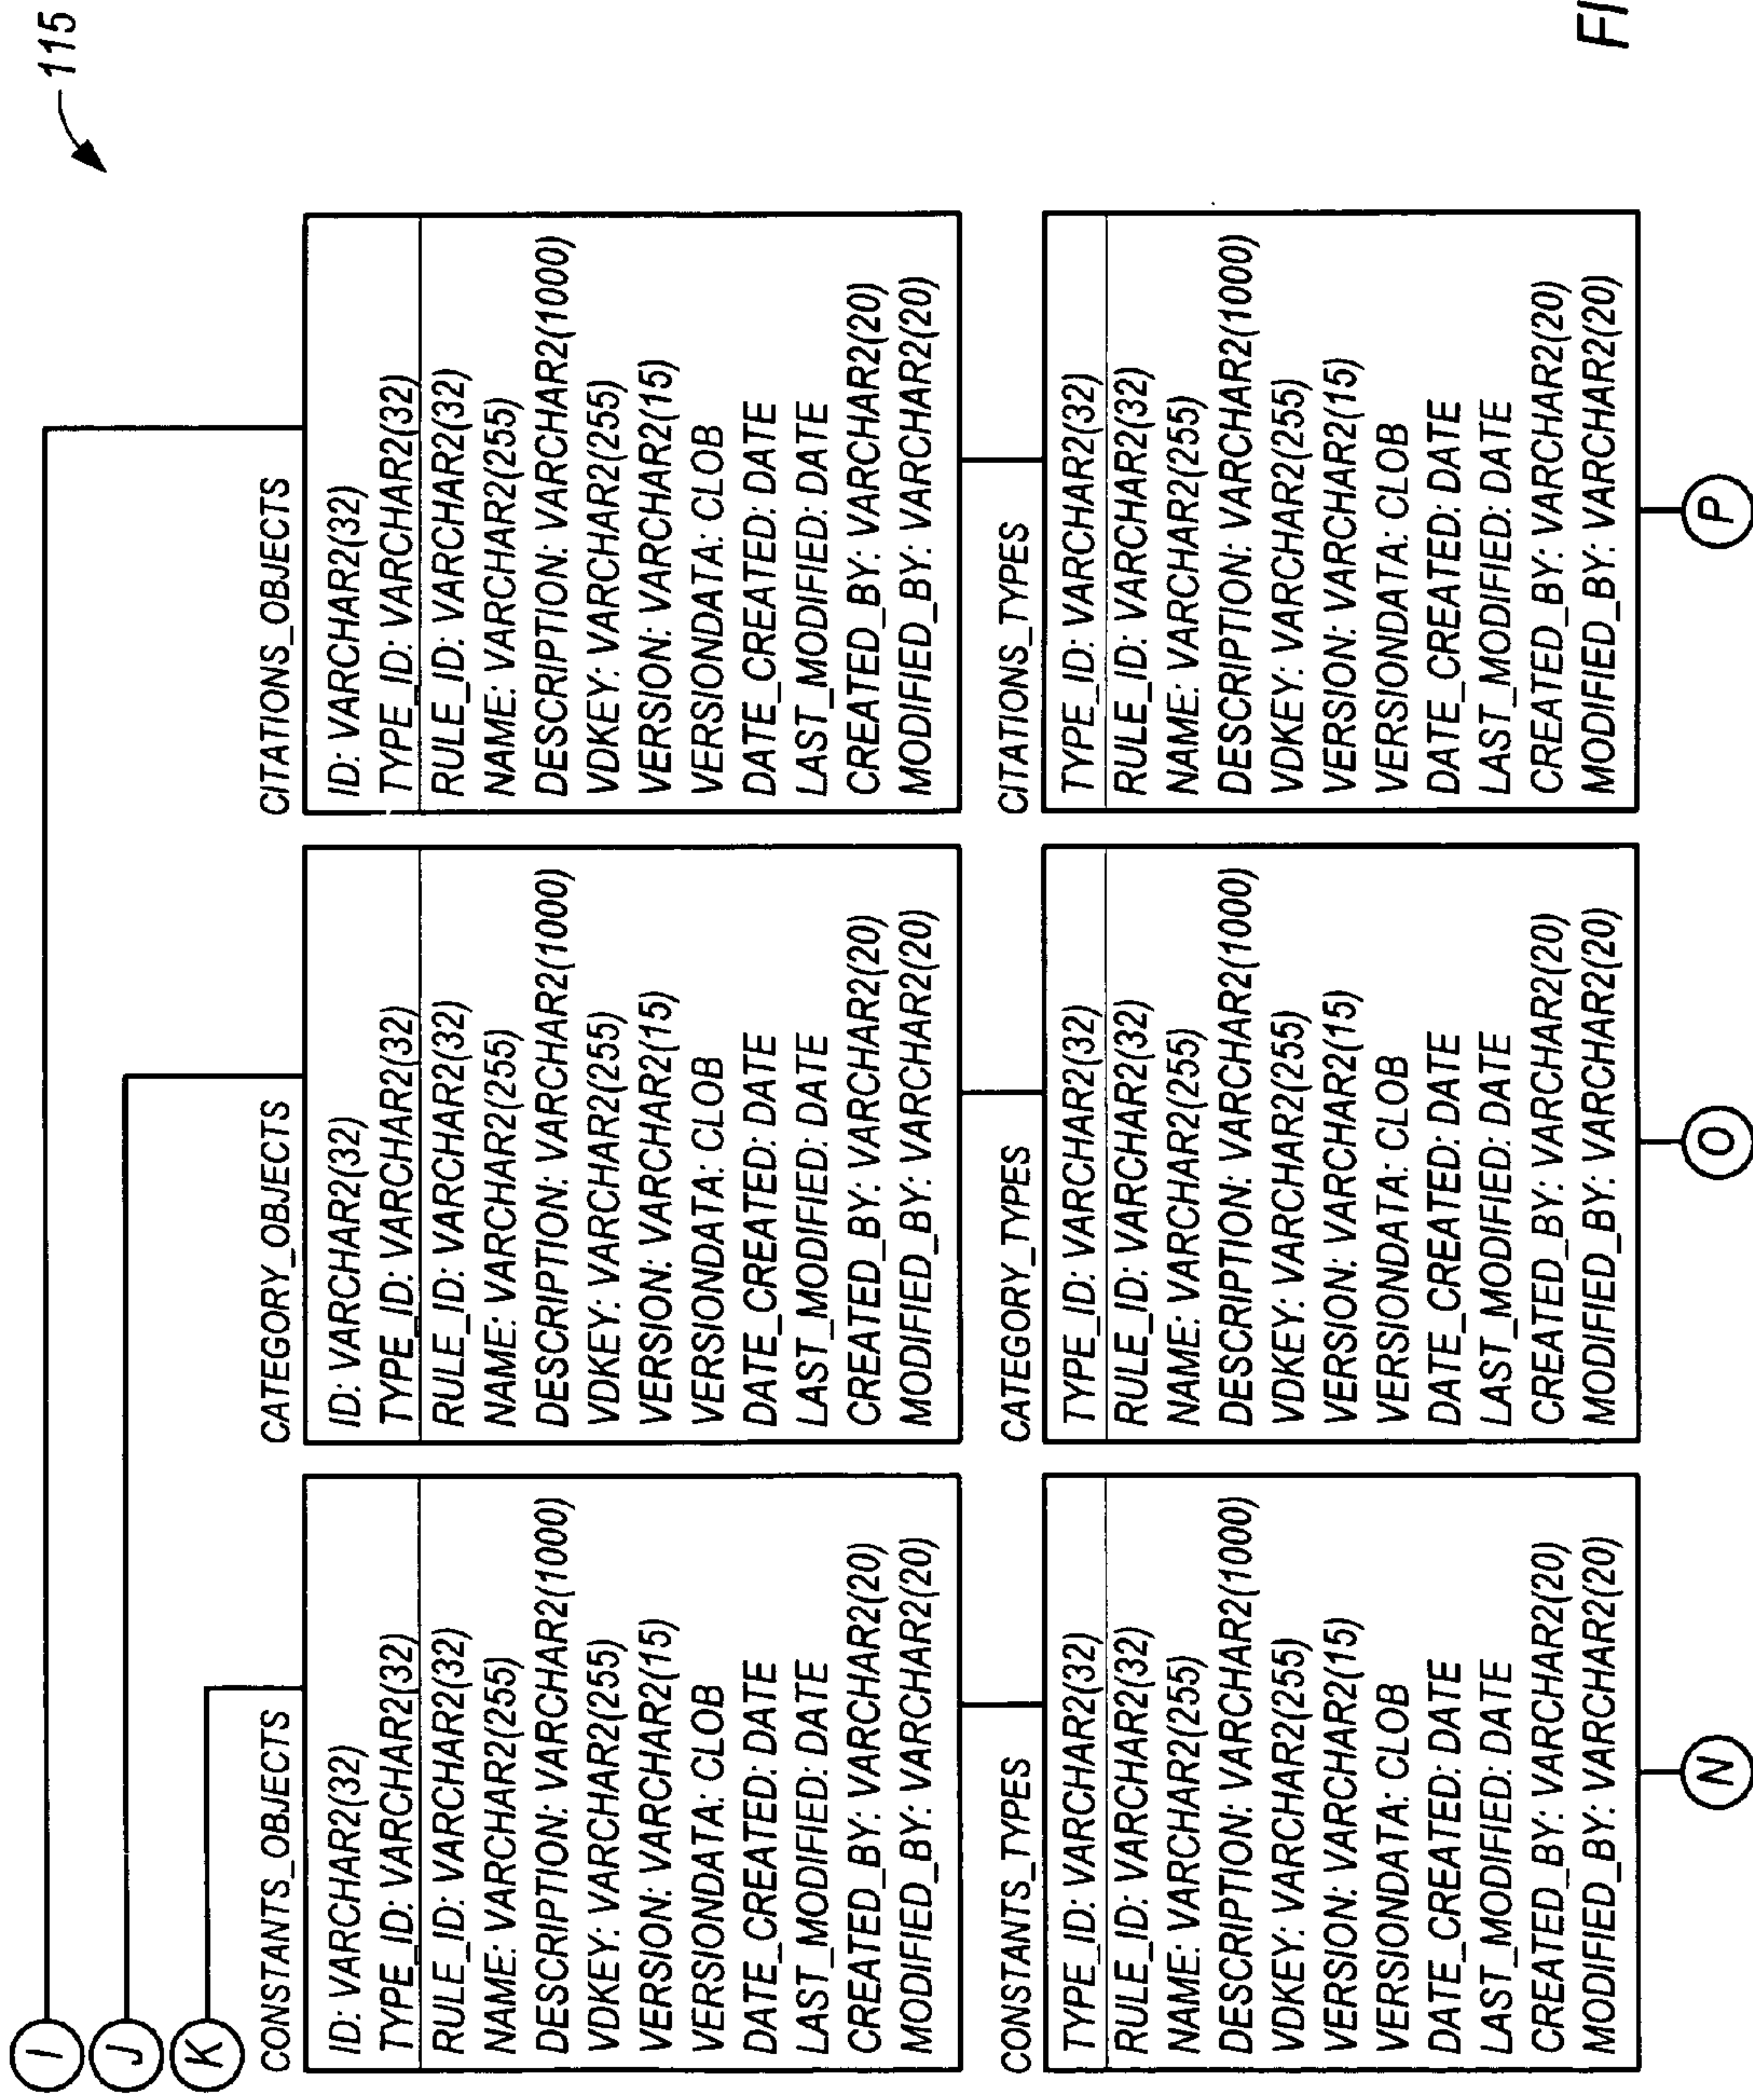 115
I
J
K
CONSTANTS_OBJECTS
ID: VARCHAR2(32)
TYPE_ID: VARCHAR2(32)
RULE_ID: VARCHAR2(32)
NAME: VARCHAR2(255)
DESCRIPTION: VARCHAR2(1000)
VDKEY: VARCHAR2(255)
VERSION: VARCHAR2(15)
VERSIONDATA: CLOB
DATE_CREATED: DATE
LAST_MODIFIED: DATE
CREATED_BY: VARCHAR2(20)
MODIFIED_BY: VARCHAR2(20)
CATEGORY_OBJECTS
ID: VARCHAR2(32)
TYPE_ID: VARCHAR2(32)
RULE_ID: VARCHAR2(32)
NAME: VARCHAR2(255)
DESCRIPTION: VARCHAR2(1000)
VDKEY: VARCHAR2(255)
VERSION: VARCHAR2(15)
VERSIONDATA: CLOB
DATE_CREATED: DATE
LAST_MODIFIED: DATE
CREATED_BY: VARCHAR2(20)
MODIFIED_BY: VARCHAR2(20)
CITATIONS_OBJECTS
ID: VARCHAR2(32)
TYPE_ID: VARCHAR2(32)
RULE_ID: VARCHAR2(32)
NAME: VARCHAR2(255)
DESCRIPTION: VARCHAR2(1000)
VDKEY: VARCHAR2(255)
VERSION: VARCHAR2(15)
VERSIONDATA: CLOB
DATE_CREATED: DATE
LAST_MODIFIED: DATE
CREATED_BY: VARCHAR2(20)
MODIFIED_BY: VARCHAR2(20)
CONSTANTS_TYPES
TYPE_ID: VARCHAR2(32)
RULE_ID: VARCHAR2(32)
NAME: VARCHAR2(255)
DESCRIPTION: VARCHAR2(1000)
VDKEY: VARCHAR2(255)
VERSION: VARCHAR2(15)
VERSIONDATA: CLOB
DATE_CREATED: DATE
LAST_MODIFIED: DATE
CREATED_BY: VARCHAR2(20)
MODIFIED_BY: VARCHAR2(20)
CATEGORY_TYPES
TYPE_ID: VARCHAR2(32)
RULE_ID: VARCHAR2(32)
NAME: VARCHAR2(255)
DESCRIPTION: VARCHAR2(1000)
VDKEY: VARCHAR2(255)
VERSION: VARCHAR2(15)
VERSIONDATA: CLOB
DATE_CREATED: DATE
LAST_MODIFIED: DATE
CREATED_BY: VARCHAR2(20)
MODIFIED_BY: VARCHAR2(20)
CITATIONS_TYPES
TYPE_ID: VARCHAR2(32)
RULE_ID: VARCHAR2(32)
NAME: VARCHAR2(255)
DESCRIPTION: VARCHAR2(1000)
VDKEY: VARCHAR2(255)
VERSION: VARCHAR2(15)
VERSIONDATA: CLOB
DATE_CREATED: DATE
LAST_MODIFIED: DATE
CREATED_BY: VARCHAR2(20)
MODIFIED_BY: VARCHAR2(20)
N
O
P
FI